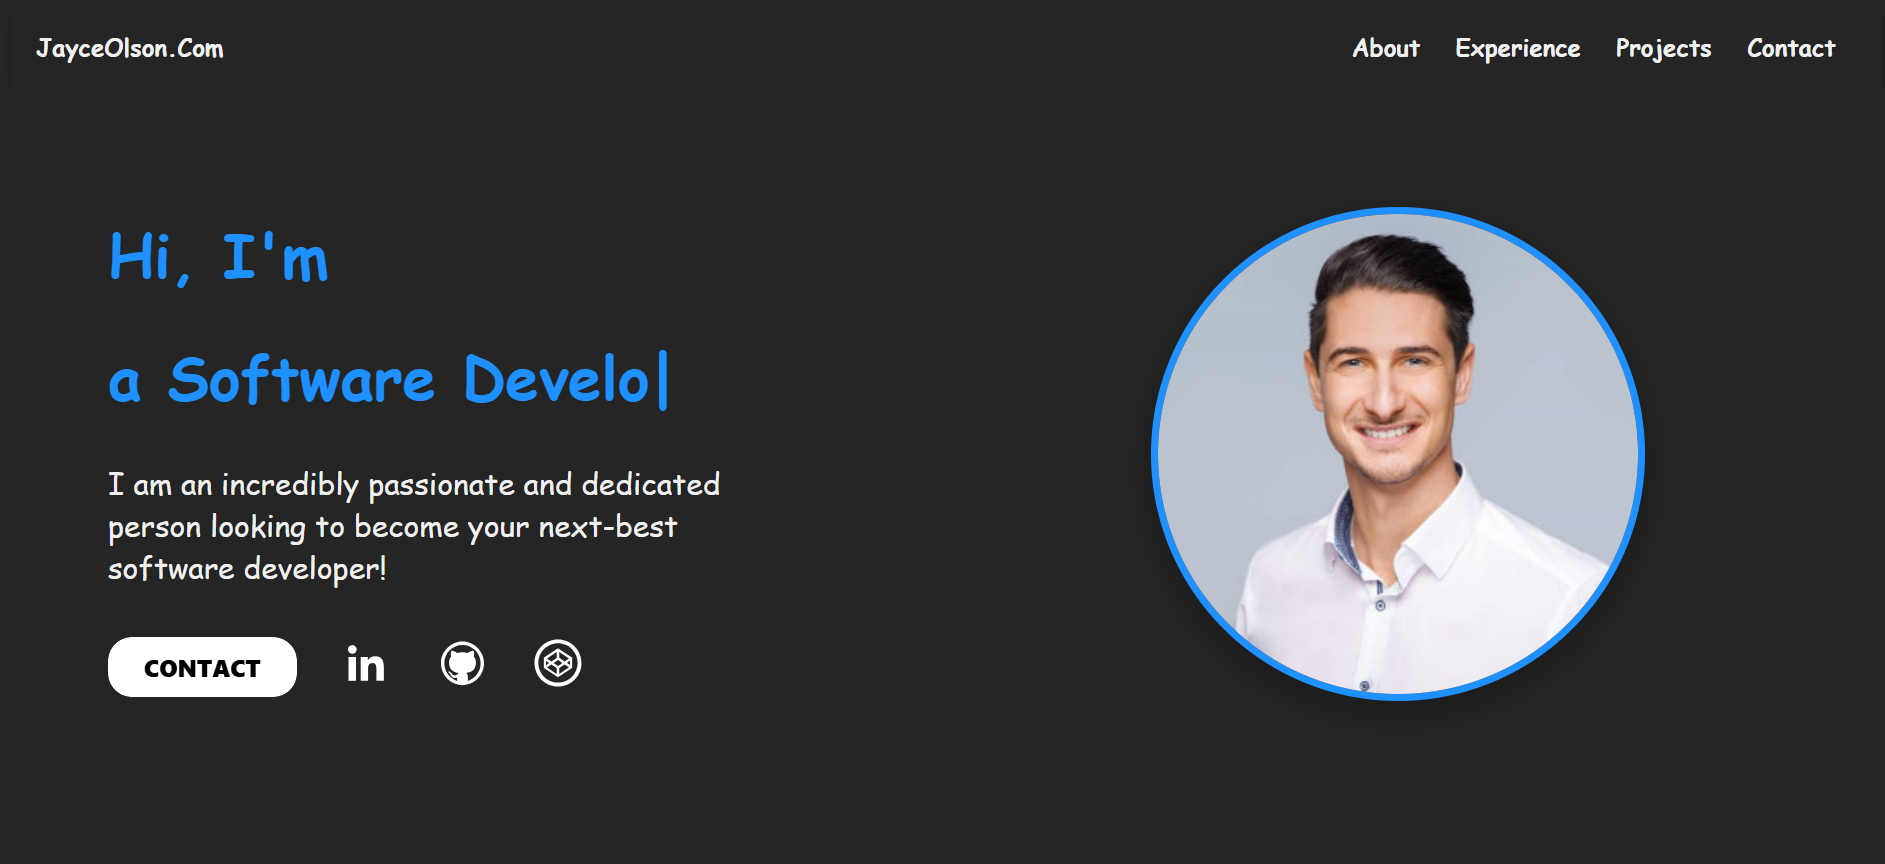 JayceOlson.Com
About Experience Projects Contact
Hi, I'm
a Software Develo|
I am an incredibly passionate and dedicated
person looking to become your next-best
software developer!
CONTACT
in